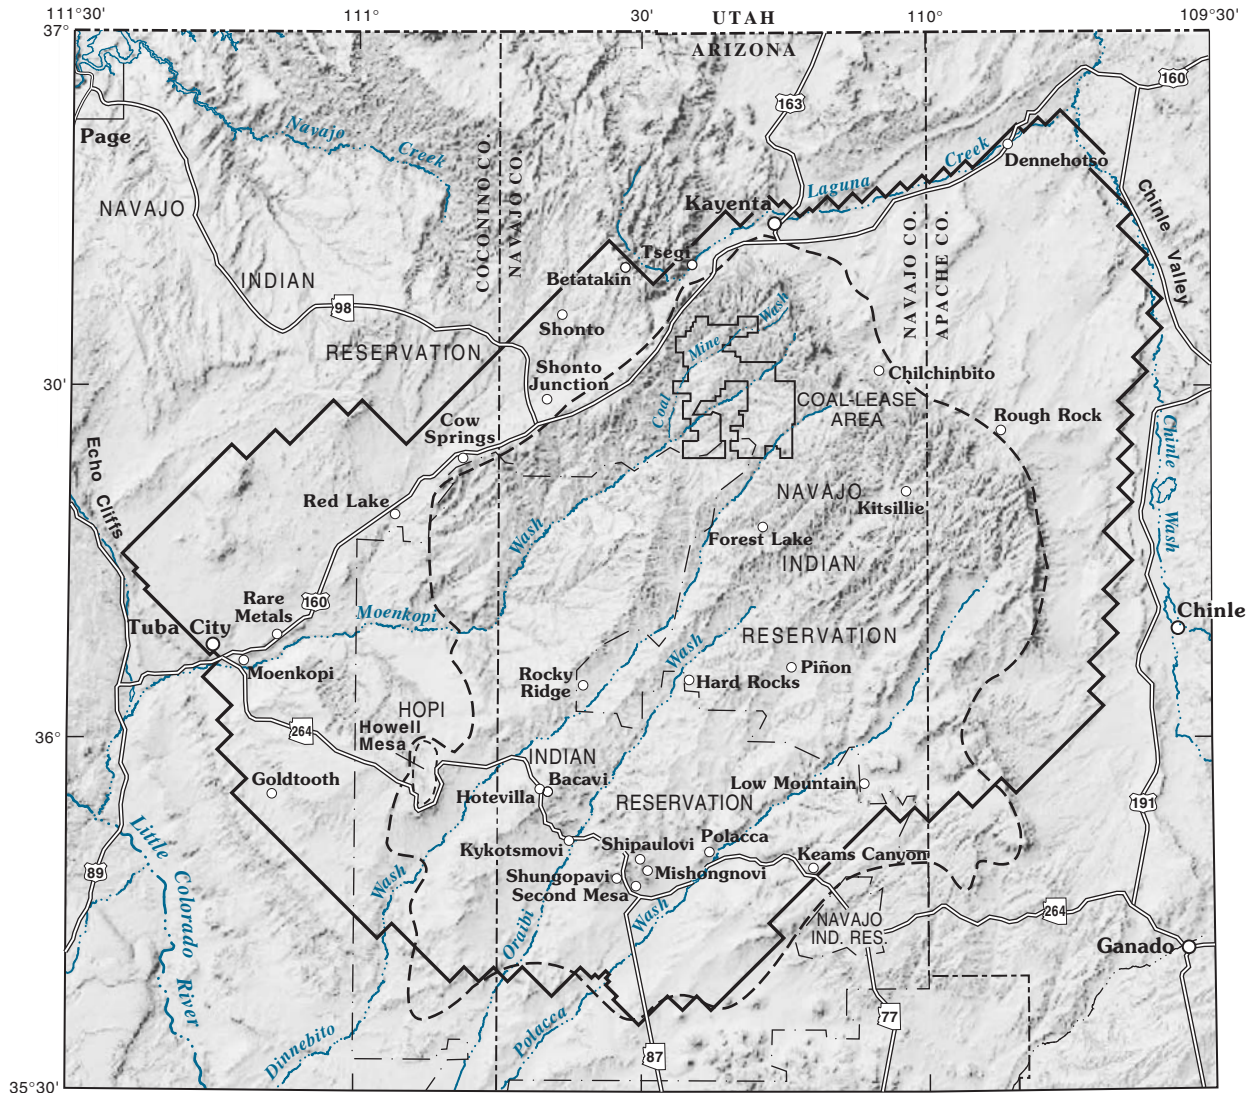 111°30'
111°
30'
UTAH
110°
109°30'
37°
ARIZONA
160
163
Page
Navajo
Creek
COCONINO CO.
NAVAJO CO.
Creek
Dennehotso
Laguna
Kayenta
NAVAJO
Chinle
Valley
NAVAJO CO.
APACHE CO.
Tsegi
INDIAN
Betatakin
98
Shonto
Wash
Mine
Coal
RESERVATION
Shonto
Junction
Chilchinbito
30'
COAL-LEASE
AREA
Cow
Springs
Rough Rock
Echo Cliffs
Chinle
Wash
Red Lake
NAVAJO
Kitsillie
Wash
Forest Lake
INDIAN
Rare
Metals
160
Moenkopi
Chinle
Tuba City
RESERVATION
Wash
Moenkopi
Rocky
Ridge
Hard Rocks
Piñon
HOPI
264
Howell
Mesa
36°
INDIAN
Goldtooth
Bacavi
Low Mountain
Hotevilla
RESERVATION
191
Little
Colorado
River
Kykotsmovi
Shipaulovi
Polacca
Keams Canyon
89
Wash
Shungopavi
Mishongnovi
Second Mesa
Wash
264
NAVAJO
IND. RES.
Oraibi
Ganado
Polacca
77
Dinnebito
87
35°30'